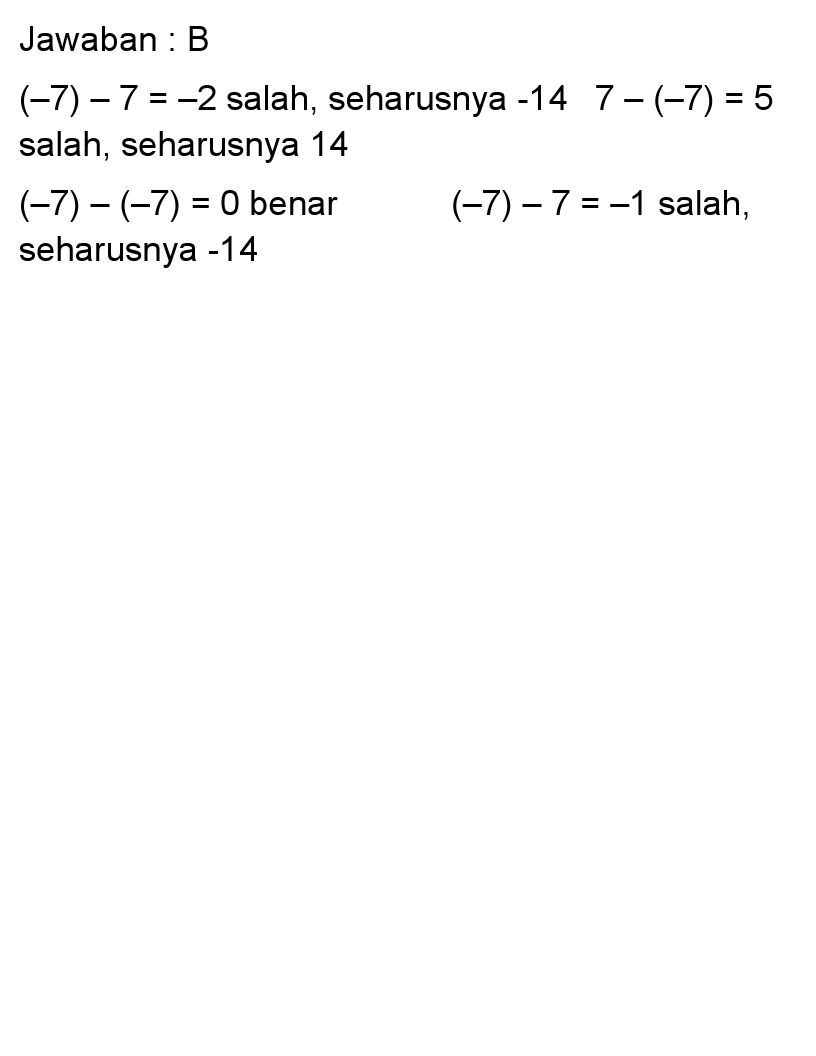 Jawaban : B
(–7) – 7 = –2 salah, seharusnya -14   7 – (–7) = 5
salah, seharusnya 14
(–7) – (–7) = 0 benar            (–7) – 7 = –1 salah,
seharusnya -14